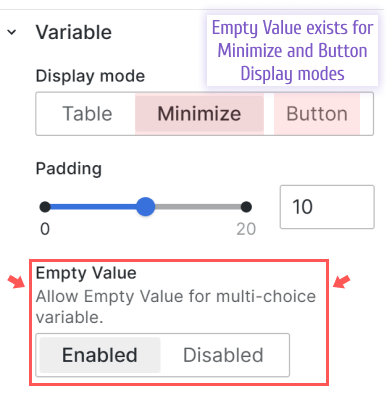 Variable
Empty Value exists for
Minimize and Button
Display modes
Display mode
Table Minimize Button
Padding
0 20 10
Empty Value
Allow Empty Value for multi-choice
variable.
Enabled Disabled